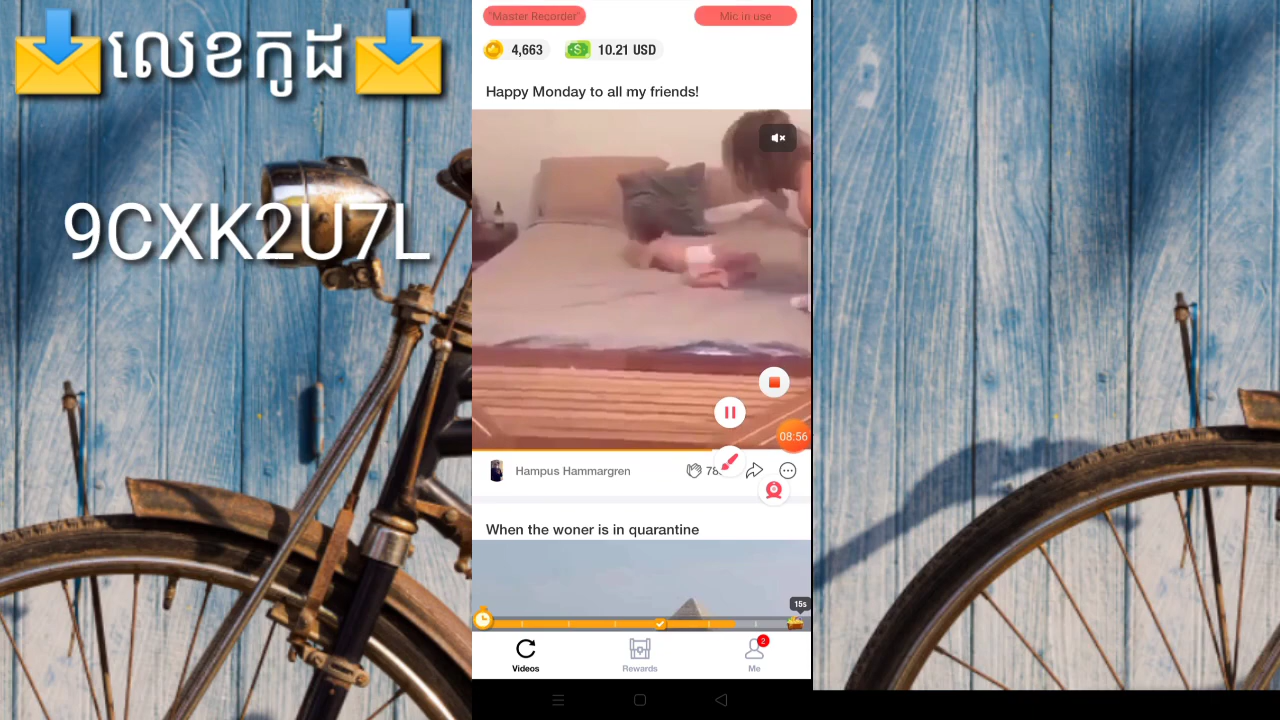 លេខកូដ
9CXK2U7L
"Master Recorder"
Mic in use
4,663
10.21 USD
Happy Monday to all my friends!
08:56
Hampus Hammargren
When the woner is in quarantine
15s
2
Videos
Rewards
Me